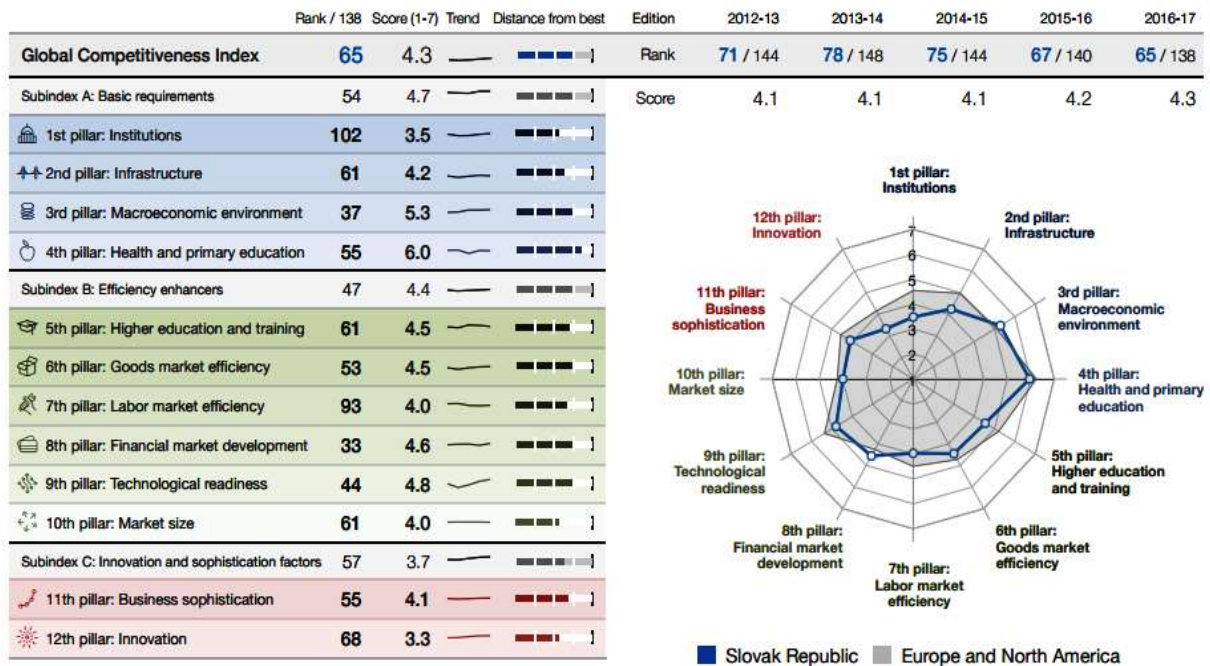 Rank / 138 Score (1-7) Trend Distance from best
Global Competitiveness Index 65 4.3
Subindex A: Basic requirements 54 4.7
1st pillar: Institutions 102 3.5
2nd pillar: Infrastructure 61 4.2
3rd pillar: Macroeconomic environment 37 5.3
4th pillar: Health and primary education 55 6.0
Subindex B: Efficiency enhancers 47 4.4
5th pillar: Higher education and training 61 4.5
6th pillar: Goods market efficiency 53 4.5
7th pillar: Labor market efficiency 93 4.0
8th pillar: Financial market development 33 4.6
9th pillar: Technological readiness 44 4.8
10th pillar: Market size 61 4.0
Subindex C: Innovation and sophistication factors 57 3.7
11th pillar: Business sophistication 55 4.1
12th pillar: Innovation 68 3.3
Edition 2012-13 2013-14 2014-15 2015-16 2016-17
Rank 71 / 144 78 / 148 75 / 144 67 / 140 65 / 138
Score 4.1 4.1 4.1 4.2 4.3
1st pillar:
Institutions
2nd pillar:
Infrastructure
3rd pillar:
Macroeconomic
environment
4th pillar:
Health and primary
education
5th pillar:
Higher education
and training
6th pillar:
Goods market
efficiency
7th pillar:
Labor market
efficiency
8th pillar:
Financial market
development
9th pillar:
Technological
readiness
10th pillar:
Market size
11th pillar:
Business
sophistication
12th pillar:
Innovation
7
6
5
4
3
2
1
Slovak Republic Europe and North America